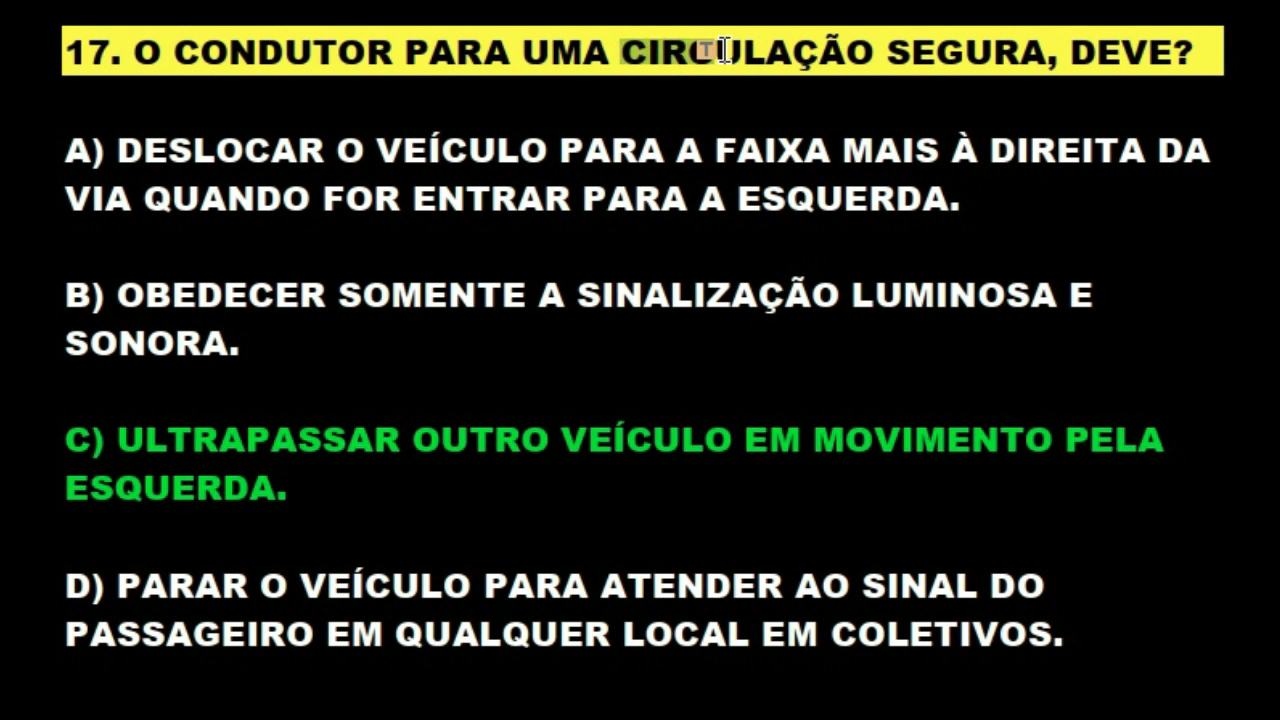 17. O CONDUTOR PARA UMA CIRCULAÇÃO SEGURA, DEVE?
A) DESLOCAR O VEÍCULO PARA A FAIXA MAIS À DIREITA DA
VIA QUANDO FOR ENTRAR PARA A ESQUERDA.
B) OBEDECER SOMENTE A SINALIZAÇÃO LUMINOSA E
SONORA.
C) ULTRAPASSAR OUTRO VEÍCULO EM MOVIMENTO PELA
ESQUERDA.
D) PARAR O VEÍCULO PARA ATENDER AO SINAL DO
PASSAGEIRO EM QUALQUER LOCAL EM COLETIVOS.